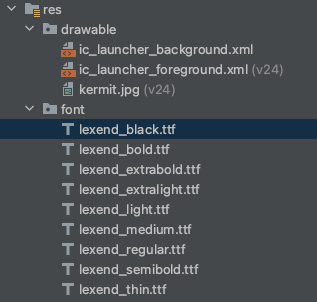 res
drawable
ic_launcher_background.xml
ic_launcher_foreground.xml (v24)
kermit.jpg (v24)
font
lexend_black.ttf
lexend_bold.ttf
lexend_extrabold.ttf
lexend_extralight.ttf
lexend_light.ttf
lexend_medium.ttf
lexend_regular.ttf
lexend_semibold.ttf
lexend_thin.ttf